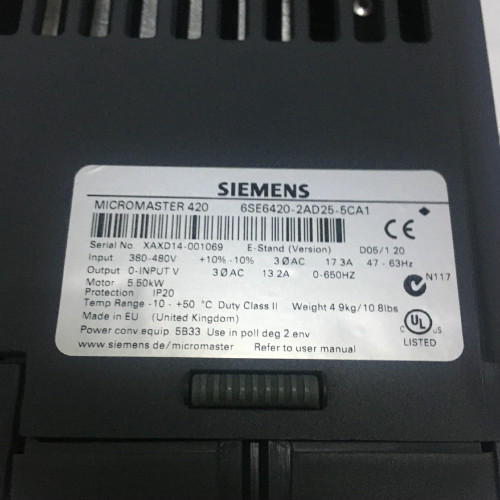 SIEMENS
MICROMASTER 420 6SE6420-2AD25-5CA1
Serial No. XAXD14-001069 E-Stand (Version) D05/1.20
Input 380-480V +10% -10% 3ØAC 17.3A 47 - 63Hz
Output 0-INPUT V 3ØAC 13.2A 0-650HZ
Motor 5.50kW
N117
Protection IP20
Temp Range -10 - +50 °C Duty Class II Weight 4.9kg/10.8lbs
Made in EU (United Kingdom)
Power conv equip. 5B33 Use in poll deg 2 env
www.siemens.de/micromaster Refer to user manual
CE
C UL US
LISTED